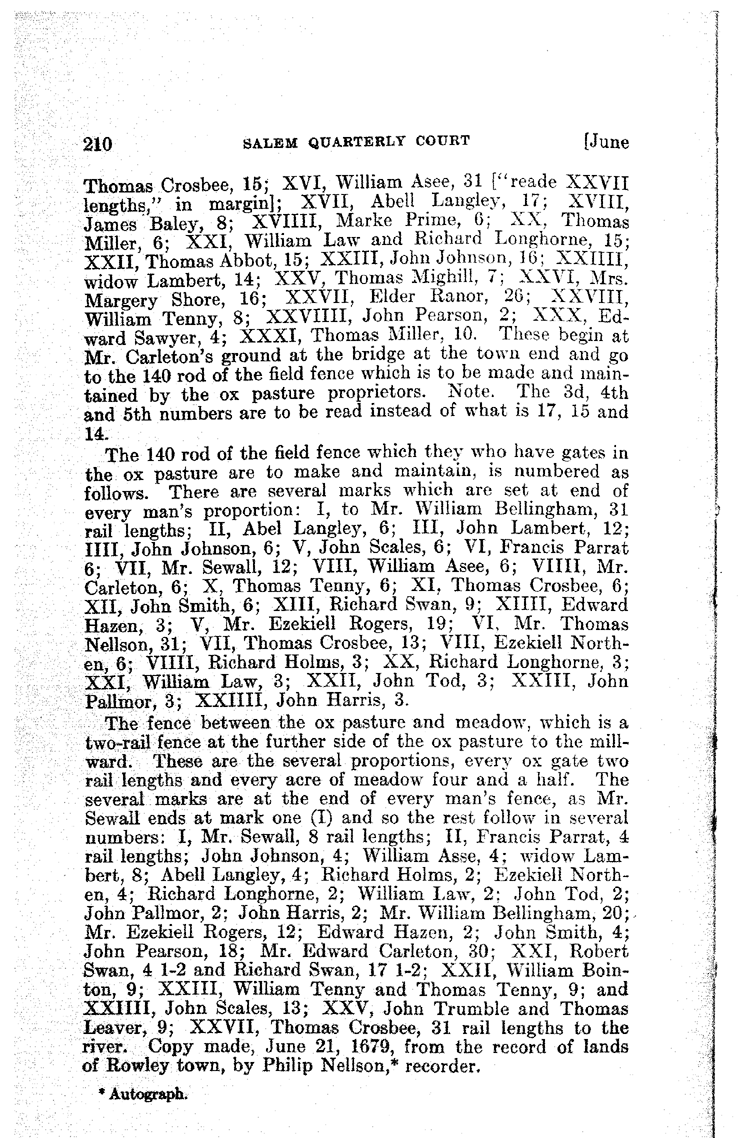 210 SALEM QUARTERLY COURT [June
Thomas Crosbee, 15; XVI, William Asee, 31 ["reade XXVII
lengths," in margin]; XVII, Abell Langley, 17; XVIII,
James Baley, 8; XVIIII, Marke Prime, 6; XX, Thomas
Miller, 6; XXI, William Law and Richard Longhorne, 15;
XXII, Thomas Abbot, 15; XXIII, John Johnson, 16; XXIIII,
widow Lambert, 14; XXV, Thomas Mighill, 7; XXVI, Mrs.
Margery Shore, 16; XXVII, Elder Ranor, 26; XXVIII,
William Tenny, 8; XXVIIII, John Pearson, 2; XXX, Ed-
ward Sawyer, 4; XXXI, Thomas Miller, 10. These begin at
Mr. Carleton's ground at the bridge at the town end and go
to the 140 rod of the field fence which is to be made and main-
tained by the ox pasture proprietors. Note. The 3d, 4th
and 5th numbers are to be read instead of what is 17, 15 and
14.
The 140 rod of the field fence which they who have gates in
the ox pasture are to make and maintain, is numbered as
follows. There are several marks which are set at end of
every man's proportion: I, to Mr. William Bellingham, 31
rail lengths; II, Abel Langley, 6; III, John Lambert, 12;
IIII, John Johnson, 6; V, John Scales, 6; VI, Francis Parrat
6; VII, Mr. Sewall, 12; VIII, William Asee, 6; VIIII, Mr.
Carleton, 6; X, Thomas Tenny, 6; XI, Thomas Crosbee, 6;
XII, John Smith, 6; XIII, Richard Swan, 9; XIIII, Edward
Hazen, 3; V, Mr. Ezekiell Rogers, 19; VI, Mr. Thomas
Nellson, 31; VII, Thomas Crosbee, 13; VIII, Ezekiell North-
en, 6; VIIII, Richard Holms, 3; XX, Richard Longhorne, 3;
XXI, William Law, 3; XXII, John Tod, 3; XXIII, John
Pallmor, 3; XXIIII, John Harris, 3.
The fence between the ox pasture and meadow, which is a
two-rail fence at the further side of the ox pasture to the mill-
ward. These are the several proportions, every ox gate two
rail lengths and every acre of meadow four and a half. The
several marks are at the end of every man's fence, as Mr.
Sewall ends at mark one (I) and so the rest follow in several
numbers: I, Mr. Sewall, 8 rail lengths; II, Francis Parrat, 4
rail lengths; John Johnson, 4; William Asse, 4; widow Lam-
bert, 8; Abell Langley, 4; Richard Holms, 2; Ezekiell North-
en, 4; Richard Longhorne, 2; William Law, 2; John Tod, 2;
John Pallmor, 2; John Harris, 2; Mr. William Bellingham, 20;
Mr. Ezekiell Rogers, 12; Edward Hazen, 2; John Smith, 4;
John Pearson, 18; Mr. Edward Carleton, 30; XXI, Robert
Swan, 4 1-2 and Richard Swan, 17 1-2; XXII, William Boin-
ton, 9; XXIII, William Tenny and Thomas Tenny, 9; and
XXIIII, John Scales, 13; XXV, John Trumble and Thomas
Leaver, 9; XXVII, Thomas Crosbee, 31 rail lengths to the
river. Copy made, June 21, 1679, from the record of lands
of Rowley town, by Philip Nellson,* recorder.
* Autograph.